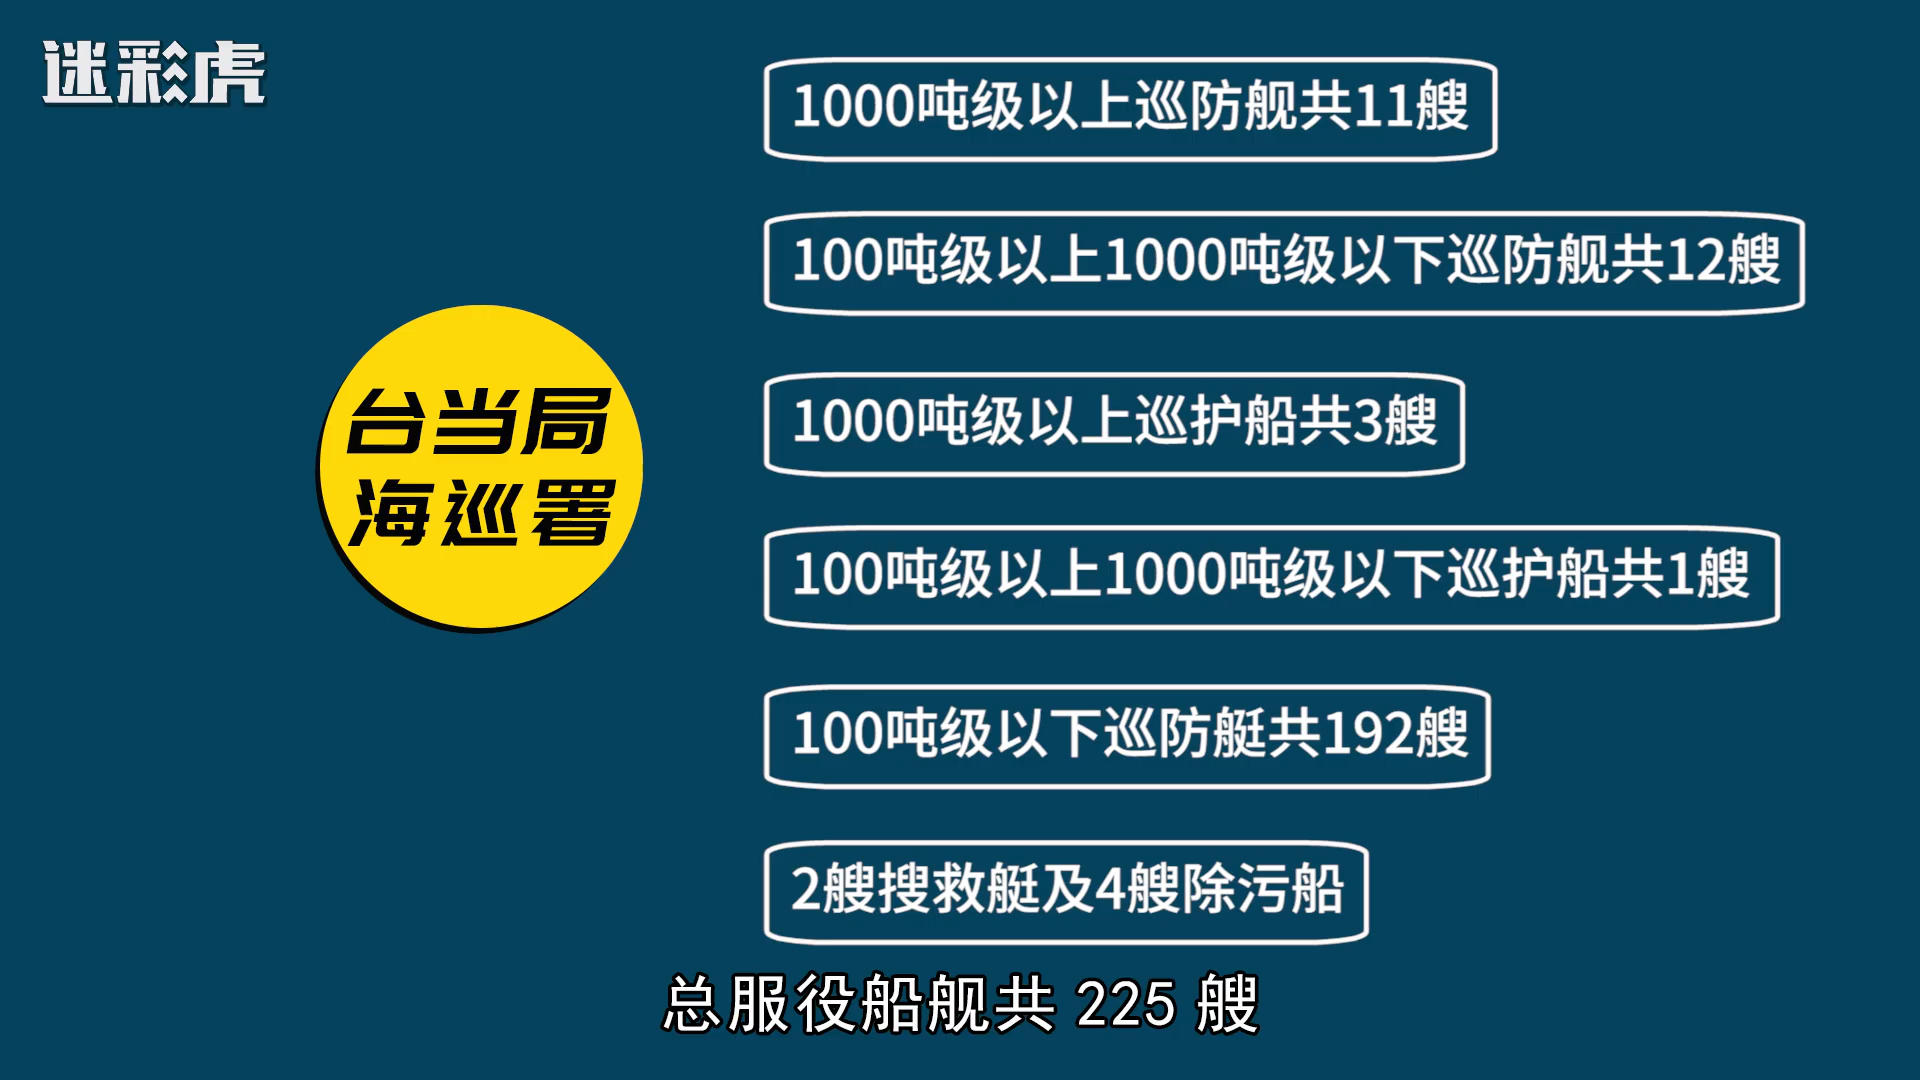 迷彩虎
1000吨级以上巡防舰共11艘
100吨级以上1000吨级以下巡防舰共12艘
台当局
海巡署
1000吨级以上巡护船共3艘
100吨级以上1000吨级以下巡护船共1艘
100吨级以下巡防艇共192艘
2艘搜救艇及4艘除污船
总服役船舰共 225 艘